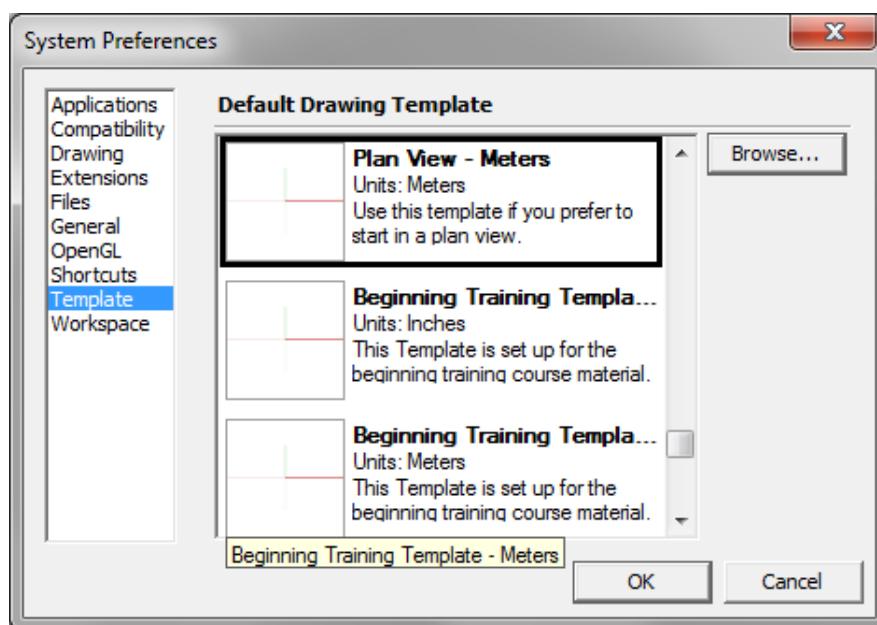 System Preferences
Applications
Compatibility
Drawing
Extensions
Files
General
OpenGL
Shortcuts
Template
Workspace
Default Drawing Template
Plan View - Meters
Units: Meters
Use this template if you prefer to
start in a plan view.
Beginning Training Templa...
Units: Inches
This Template is set up for the
beginning training course material.
Beginning Training Templa...
Units: Meters
This Template is set up for the
beginning training course material.
Beginning Training Template - Meters
Browse...
OK
Cancel